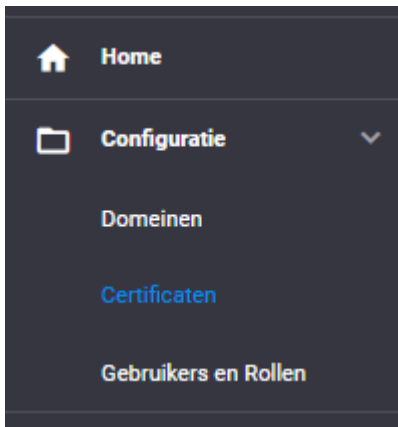 Home
Configuratie
Domeinen
Certificaten
Gebruikers en Rollen